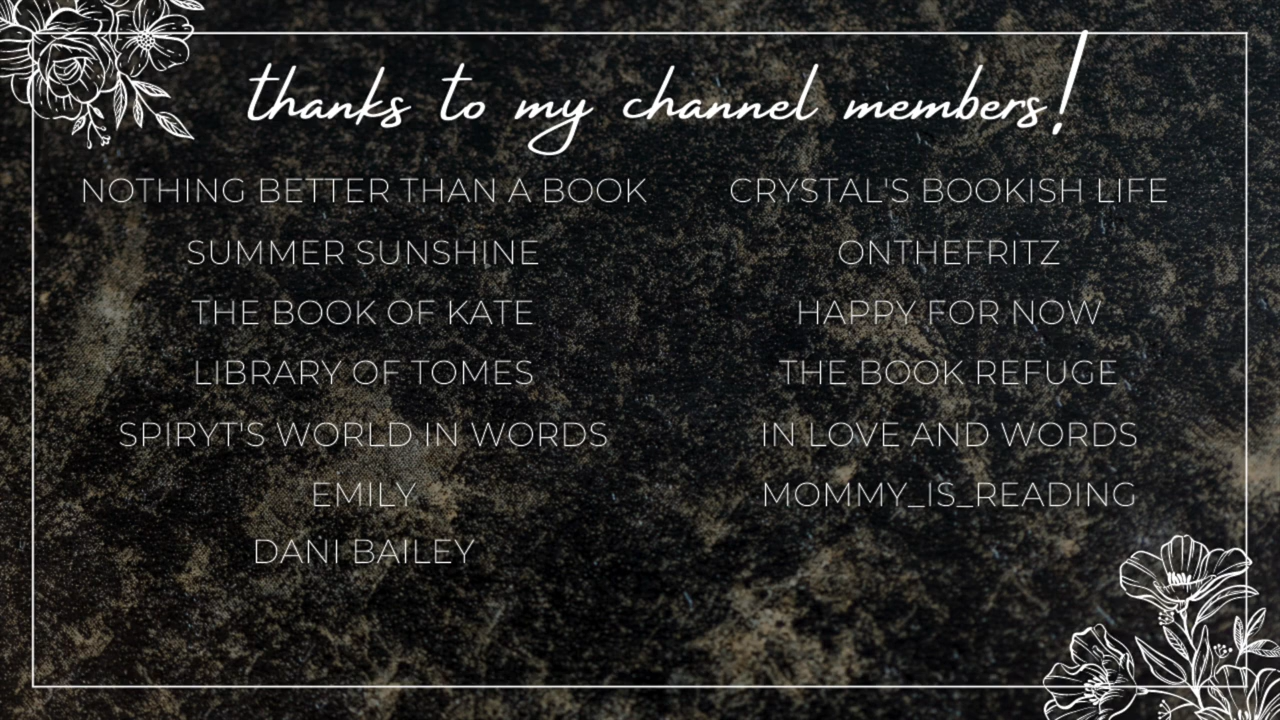 thanks to my channel members!
NOTHING BETTER THAN A BOOK
SUMMER SUNSHINE
THE BOOK OF KATE
LIBRARY OF TOMES
SPIRYT'S WORLD IN WORDS
EMILY
DANI BAILEY
CRYSTAL'S BOOKISH LIFE
ONTHEFRITZ
HAPPY FOR NOW
THE BOOK REFUGE
IN LOVE AND WORDS
MOMMY_IS_READING